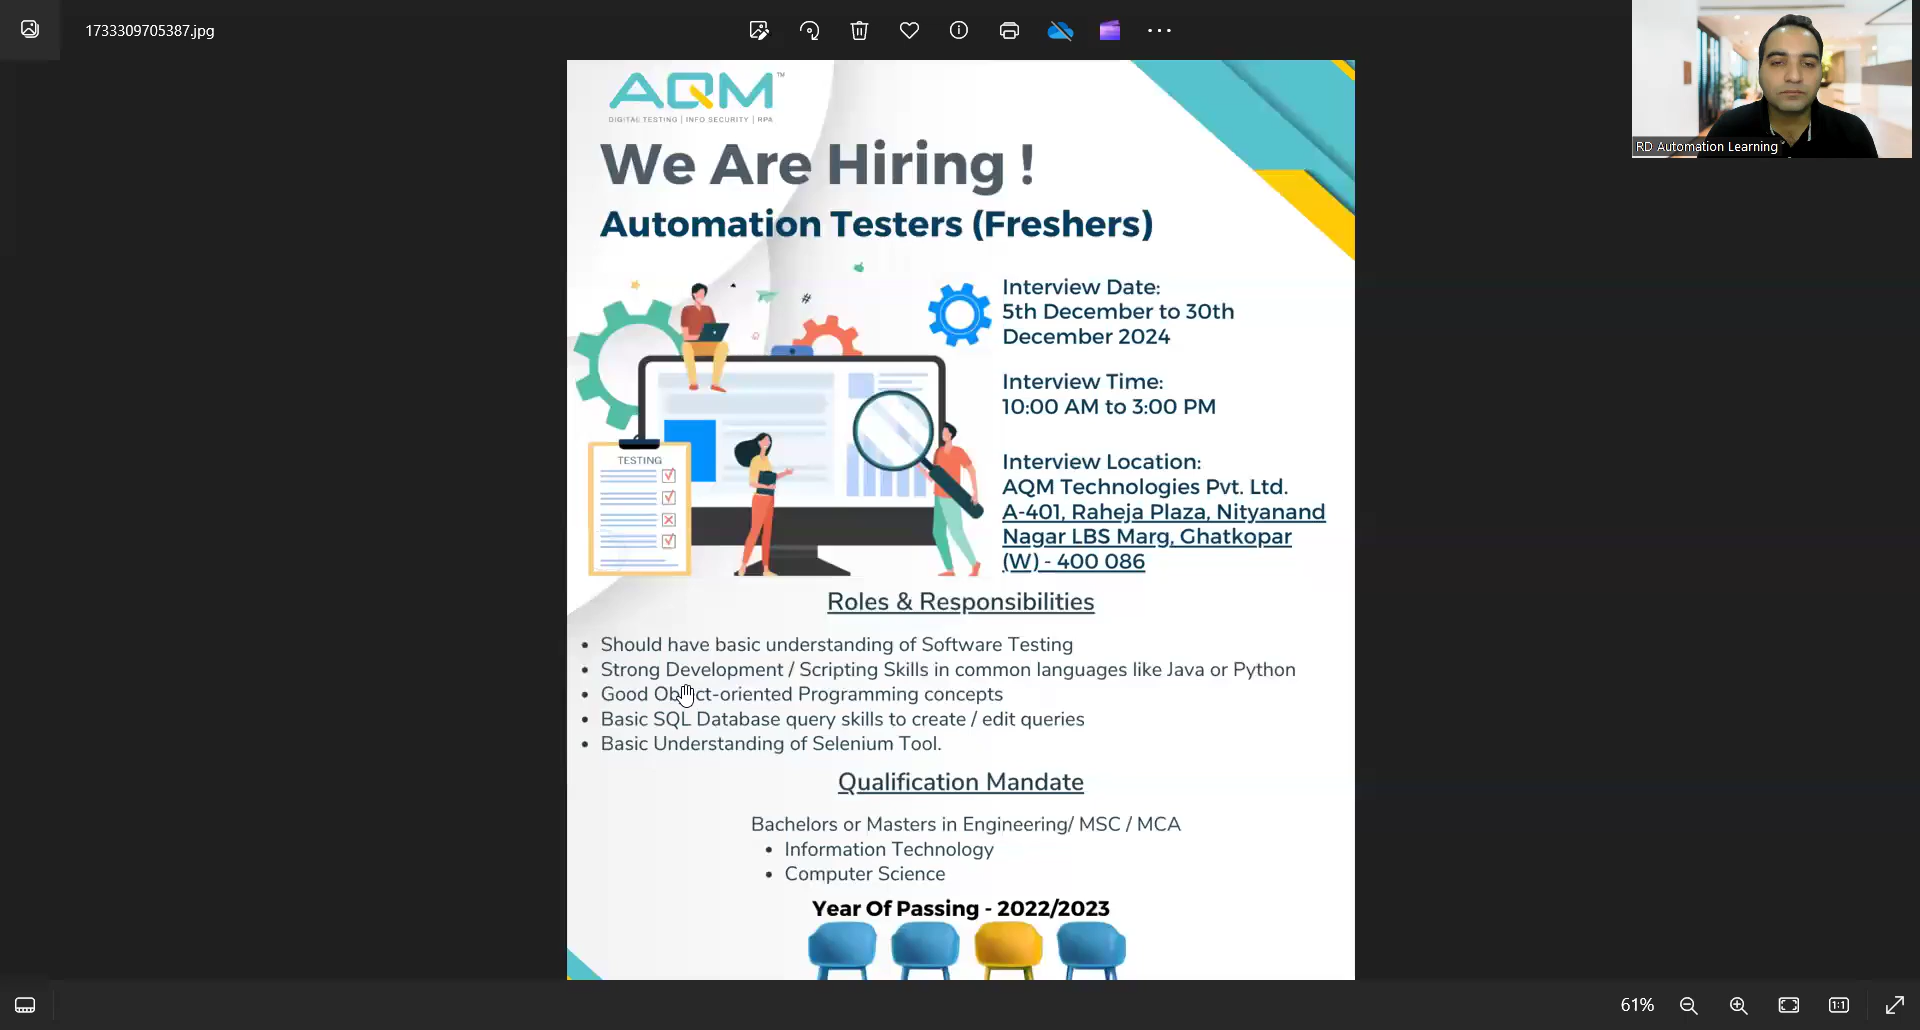 1733309705387.jpg
RD Automation Learning
AQM™
DIGITAL TESTING | INFO SECURITY | RPA
We Are Hiring !
Automation Testers (Freshers)
Interview Date:
5th December to 30th
December 2024
Interview Time:
10:00 AM to 3:00 PM
Interview Location:
AQM Technologies Pvt. Ltd.
A-401, Raheja Plaza, Nityanand
Nagar LBS Marg, Ghatkopar
(W) - 400 086
#
TESTING
Roles & Responsibilities
• Should have basic understanding of Software Testing
• Strong Development / Scripting Skills in common languages like Java or Python
• Good Object-oriented Programming concepts
• Basic SQL Database query skills to create / edit queries
• Basic Understanding of Selenium Tool.
Qualification Mandate
Bachelors or Masters in Engineering/ MSC / MCA
• Information Technology
• Computer Science
Year Of Passing - 2022/2023
61%
1:1